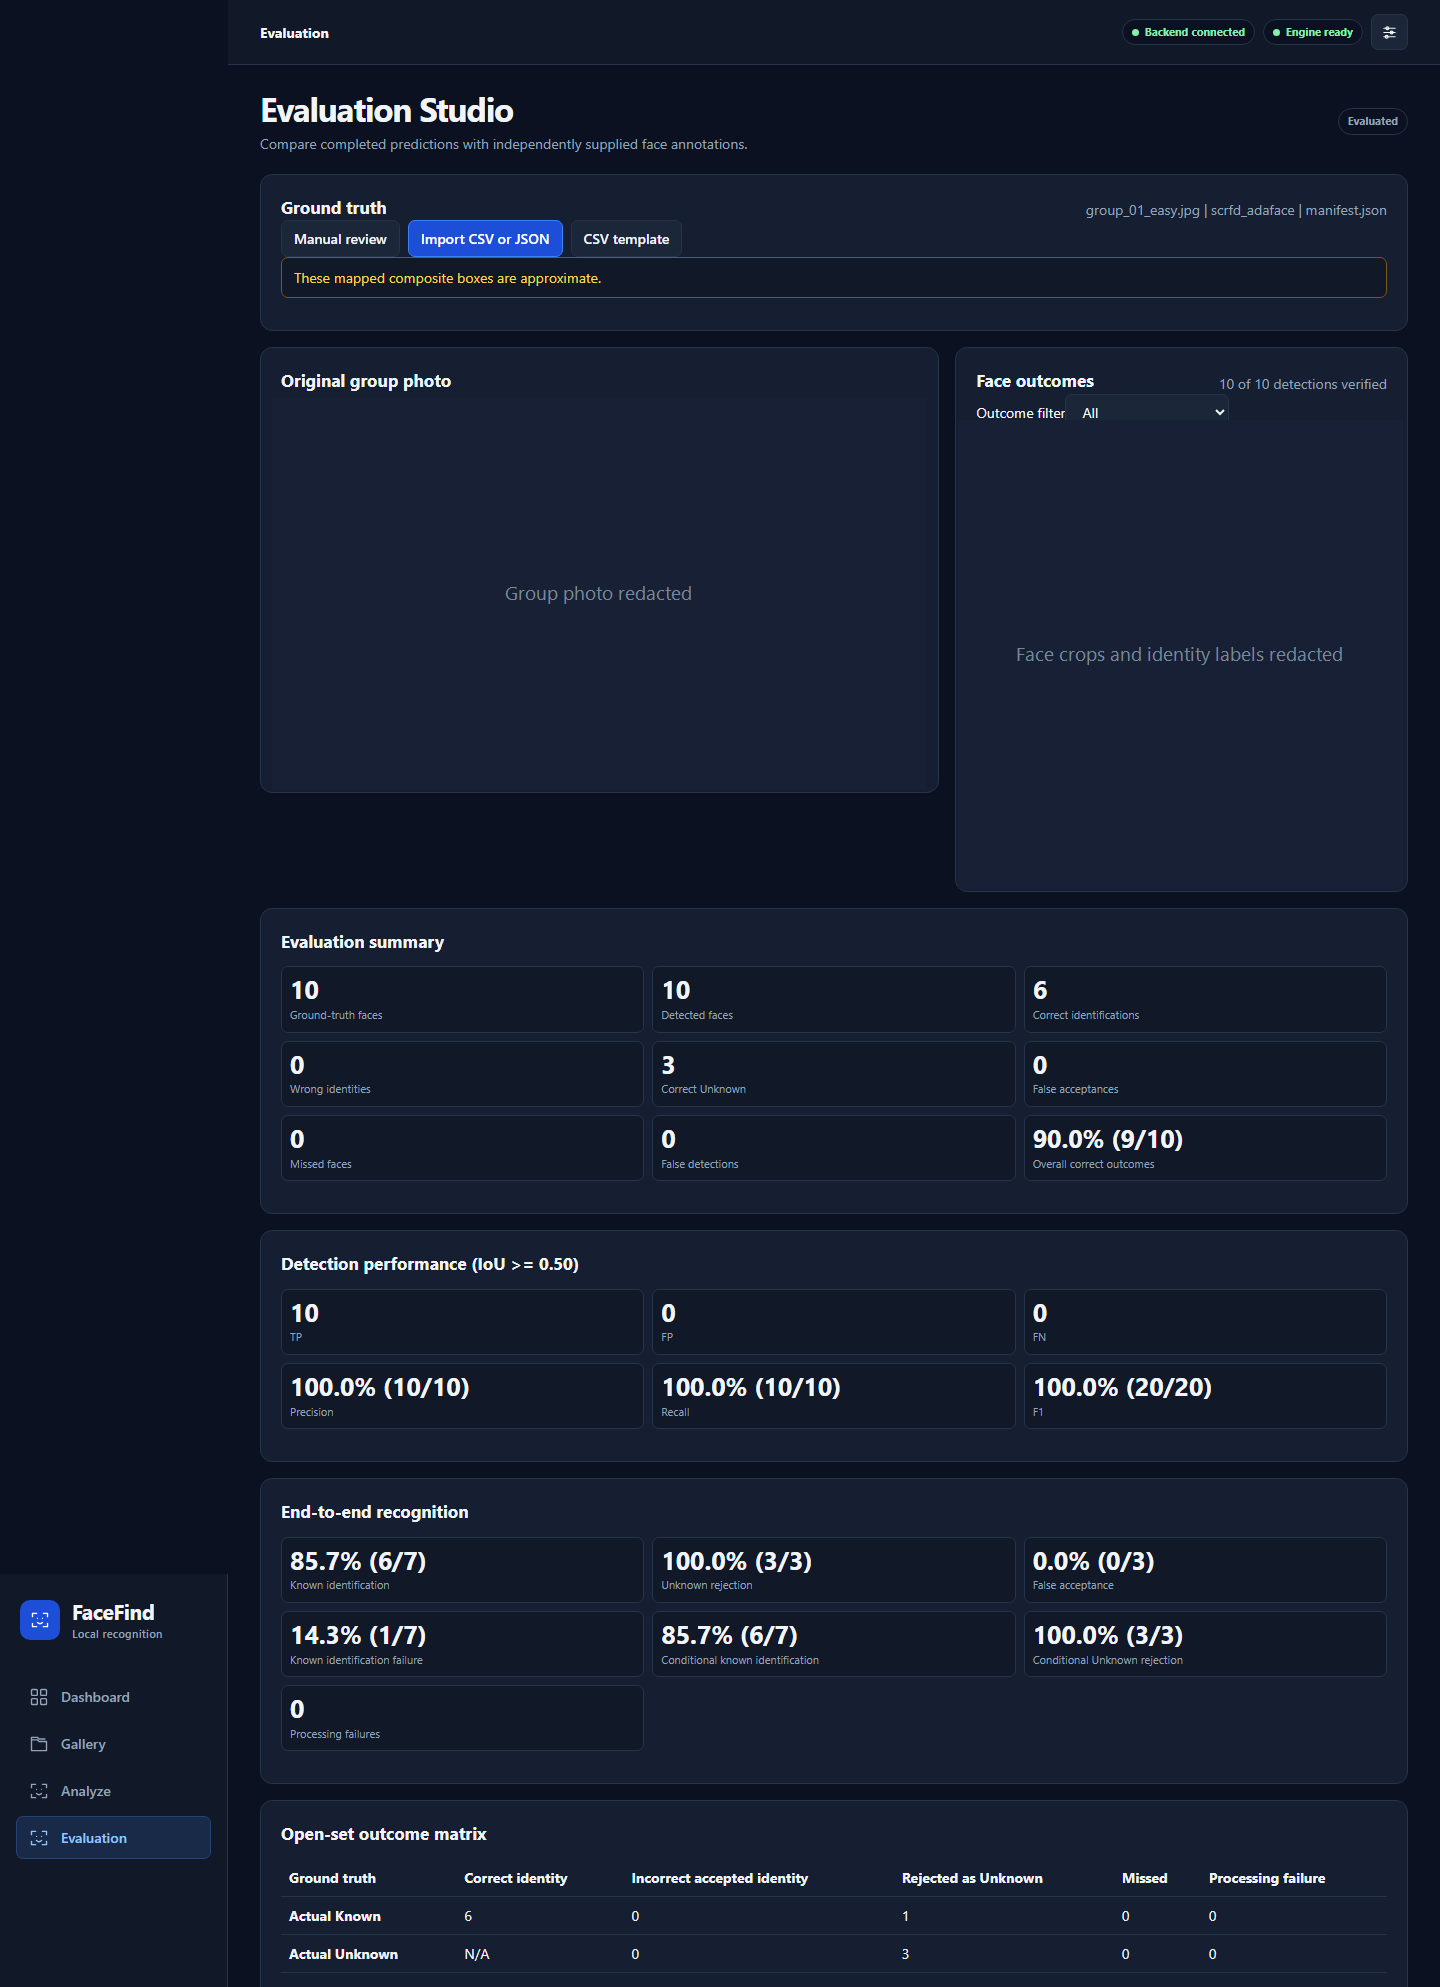 Evaluation
Backend connected
Engine ready
Evaluation Studio
Compare completed predictions with independently supplied face annotations.
Evaluated
Ground truth
group_01_easy.jpg | scrfd_adaface | manifest.json
Manual review
Import CSV or JSON
CSV template
These mapped composite boxes are approximate.
Original group photo
Group photo redacted
Face outcomes
10 of 10 detections verified
Outcome filter
All
Face crops and identity labels redacted
Evaluation summary
10
Ground-truth faces
10
Detected faces
6
Correct identifications
0
Wrong identities
3
Correct Unknown
0
False acceptances
0
Missed faces
0
False detections
90.0% (9/10)
Overall correct outcomes
Detection performance (IoU >= 0.50)
10
TP
0
FP
0
FN
100.0% (10/10)
Precision
100.0% (10/10)
Recall
100.0% (20/20)
F1
End-to-end recognition
85.7% (6/7)
Known identification
100.0% (3/3)
Unknown rejection
0.0% (0/3)
False acceptance
14.3% (1/7)
Known identification failure
85.7% (6/7)
Conditional known identification
100.0% (3/3)
Conditional Unknown rejection
0
Processing failures
FaceFind
Local recognition
Dashboard
Gallery
Analyze
Evaluation
Open-set outcome matrix
Ground truth Correct identity Incorrect accepted identity Rejected as Unknown Missed Processing failure
Actual Known 6 0 1 0 0
Actual Unknown N/A 0 3 0 0